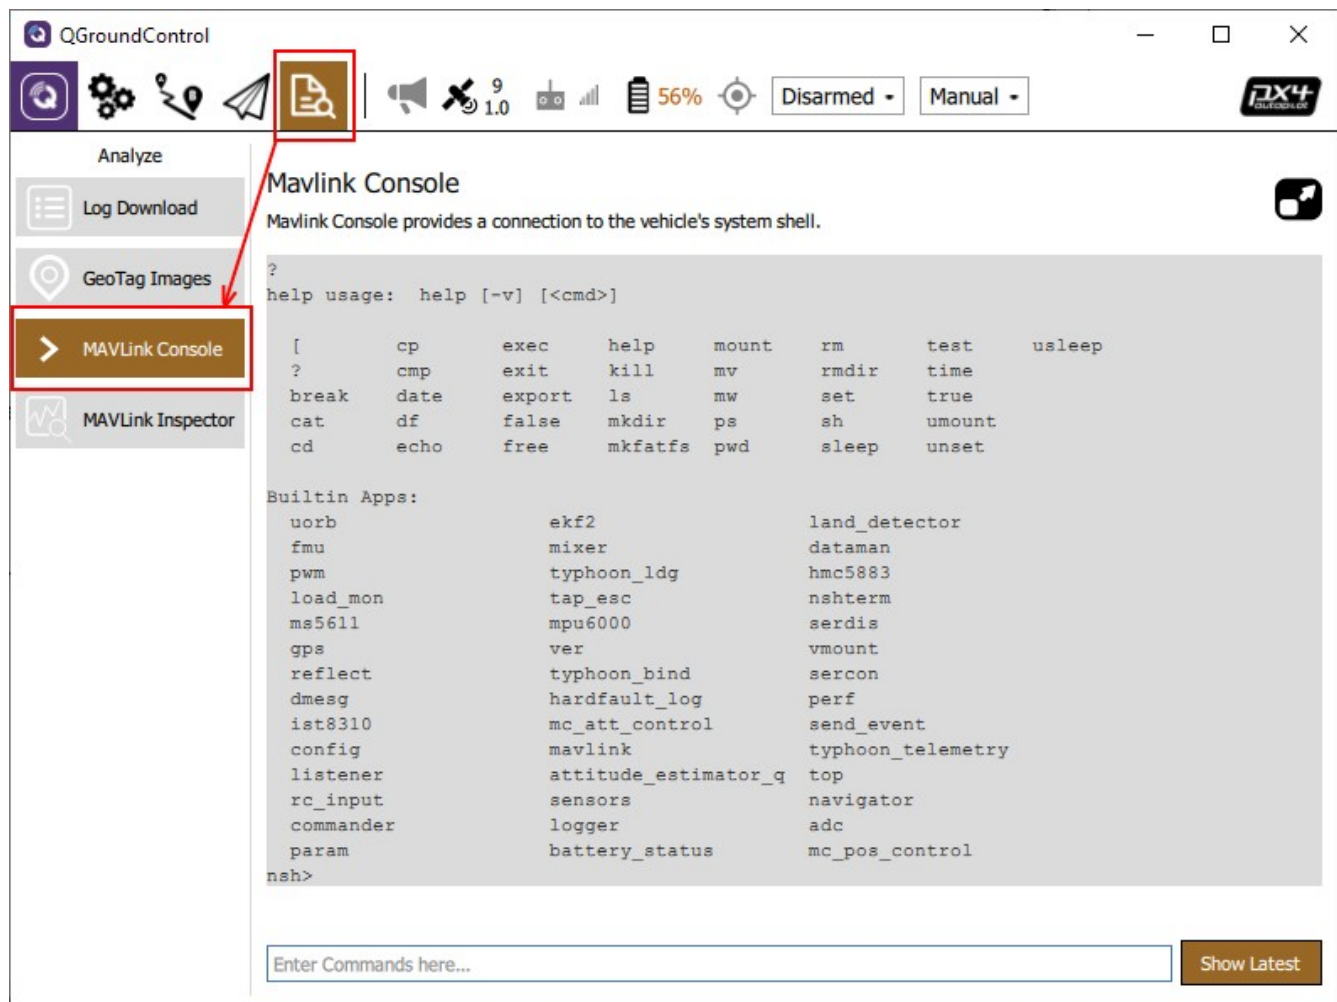 QGroundControl
9
1.0
56%
Disarmed
Manual
px4
autopilot
Analyze
Log Download
GeoTag Images
MAVLink Console
MAVLink Inspector
Mavlink Console
Mavlink Console provides a connection to the vehicle's system shell.
?
help usage:  help [-v] [<cmd>]
[ cp exec help mount rm test usleep
? cmp exit kill mv rmdir time
break date export ls mw set true
cat df false mkdir ps sh umount
cd echo free mkfatfs pwd sleep unset
Builtin Apps:
uorb ekf2 land_detector
fmu mixer dataman
pwm typhoon_ldg hmc5883
load_mon tap_esc nshterm
ms5611 mpu6000 serdis
gps ver vmount
reflect typhoon_bind sercon
dmesg hardfault_log perf
ist8310 mc_att_control send_event
config mavlink typhoon_telemetry
listener attitude_estimator_q top
rc_input sensors navigator
commander logger adc
param battery_status mc_pos_control
nsh>
Enter Commands here...
Show Latest